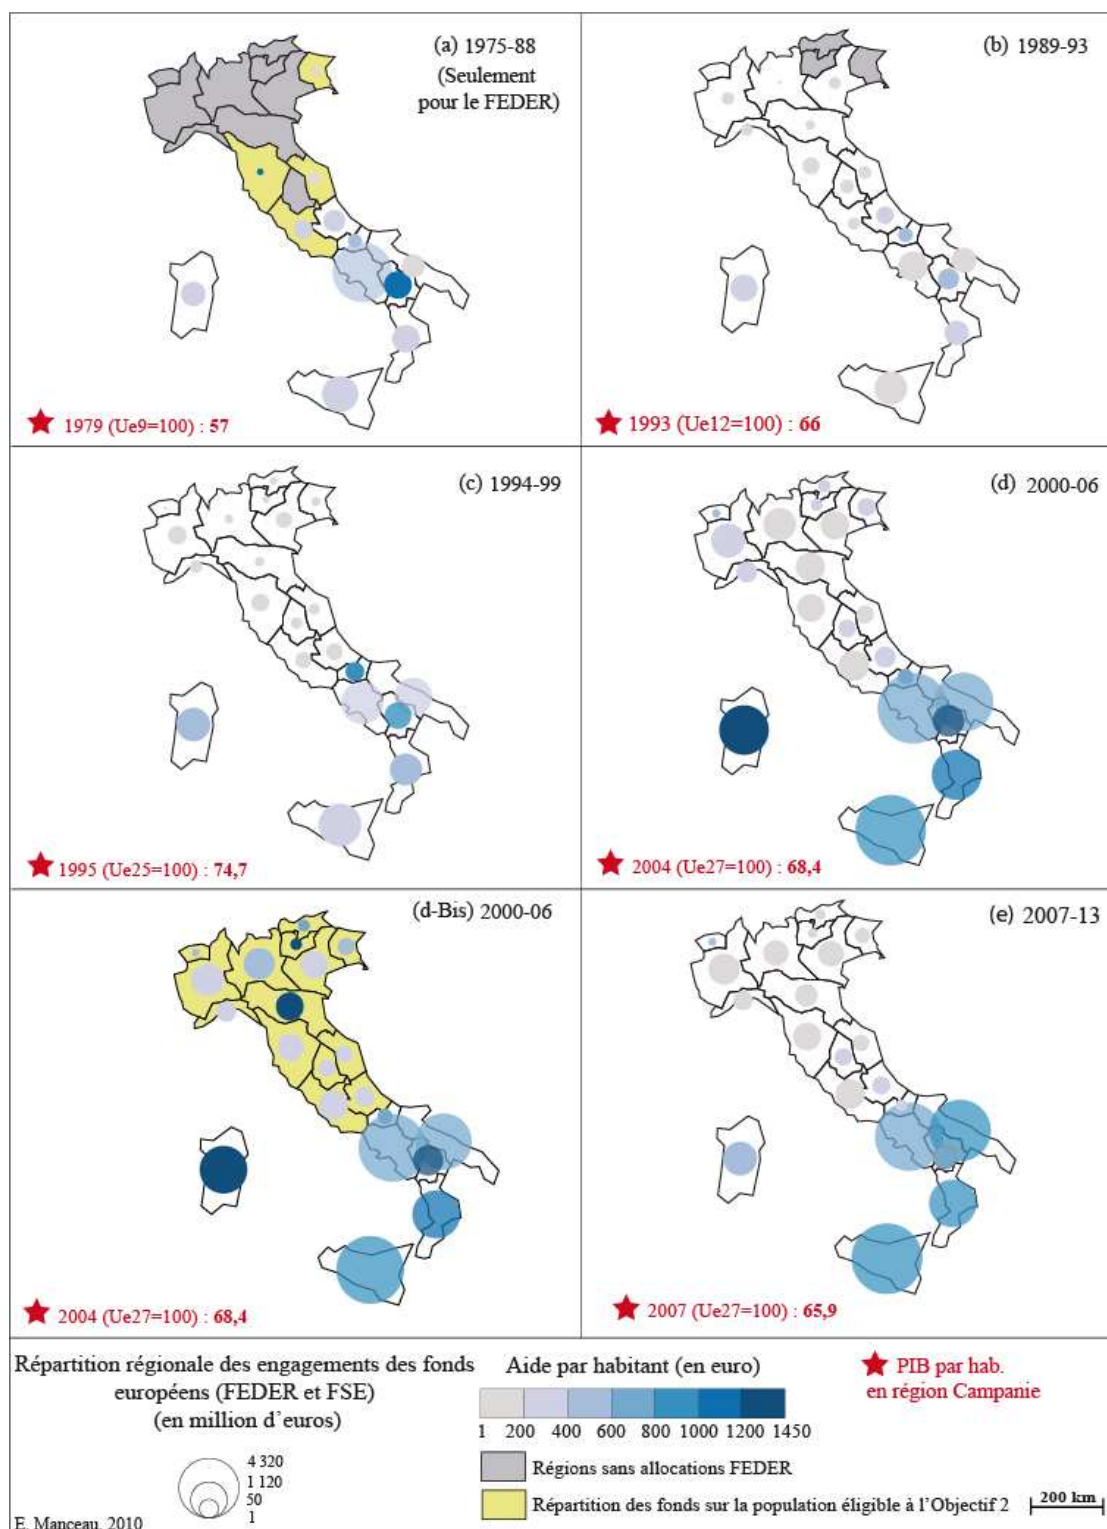 (a) 1975-88
(Seulement
pour le FEDER)
★ 1979 (Ue9=100) : 57
(b) 1989-93
★ 1993 (Ue12=100) : 66
(c) 1994-99
★ 1995 (Ue25=100) : 74,7
(d) 2000-06
★ 2004 (Ue27=100) : 68,4
(d-Bis) 2000-06
★ 2004 (Ue27=100) : 68,4
(e) 2007-13
★ 2007 (Ue27=100) : 65,9
Répartition régionale des engagements des fonds
européens (FEDER et FSE)
(en million d’euros)
4 320
1 120
50
1
E. Manceau, 2010
Aide par habitant (en euro)
1 200 400 600 800 1000 1200 1450
Régions sans allocations FEDER
Répartition des fonds sur la population éligible à l’Objectif 2
★ PIB par hab.
en région Campanie
200 km